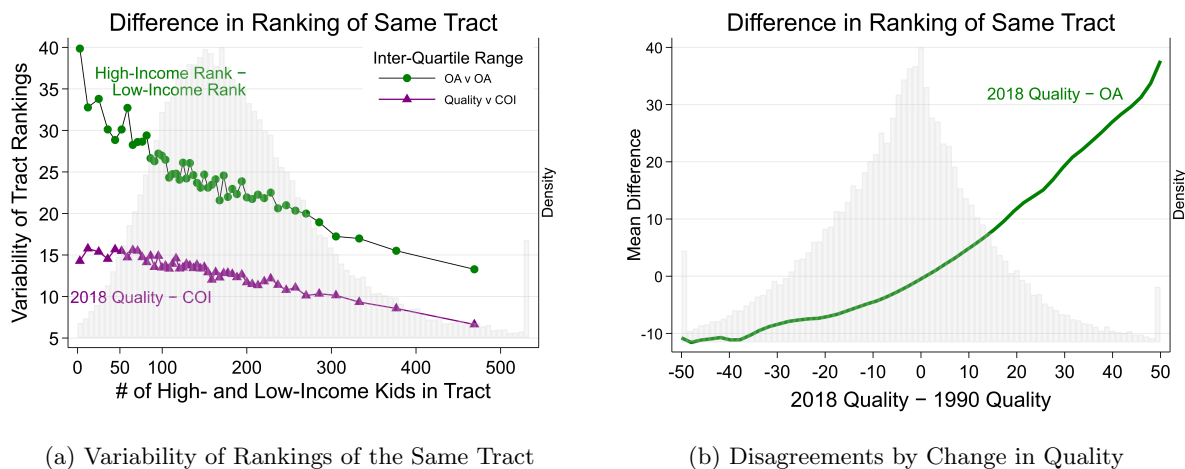 Difference in Ranking of Same Tract
Variability of Tract Rankings
40
35
30
25
20
15
10
5
High-Income Rank −
Low-Income Rank
Inter-Quartile Range
OA v OA
Quality v COI
2018 Quality − COI
Density
0 50 100 200 300 400 500
# of High- and Low-Income Kids in Tract
(a) Variability of Rankings of the Same Tract
Difference in Ranking of Same Tract
Mean Difference
40
30
20
10
0
-10
2018 Quality − OA
Density
-50 -40 -30 -20 -10 0 10 20 30 40 50
2018 Quality − 1990 Quality
(b) Disagreements by Change in Quality